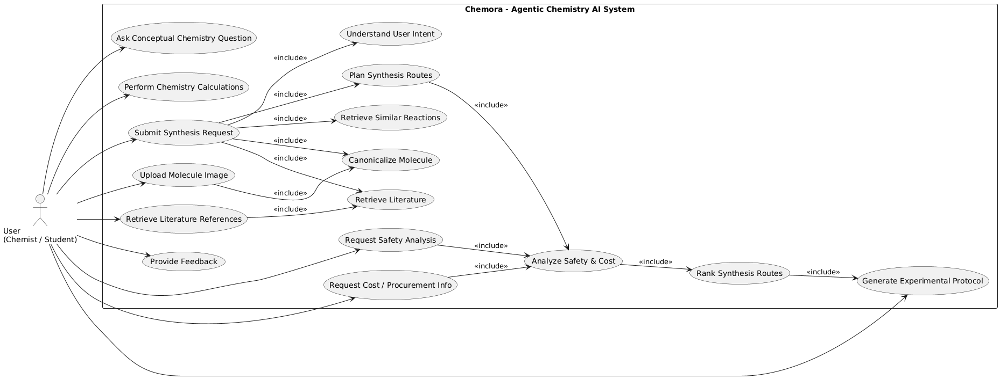 Chemora - Agentic Chemistry AI System
Ask Conceptual Chemistry Question
Understand User Intent
«include»
Perform Chemistry Calculations
Plan Synthesis Routes
«include»
«include»
Submit Synthesis Request
«include»
Retrieve Similar Reactions
«include»
Canonicalize Molecule
«include»
Upload Molecule Image
«include»
Retrieve Literature
Retrieve Literature References
«include»
User
(Chemist / Student)
Request Safety Analysis
«include»
Provide Feedback
Analyze Safety & Cost
«include»
«include»
Rank Synthesis Routes
«include»
Generate Experimental Protocol
Request Cost / Procurement Info